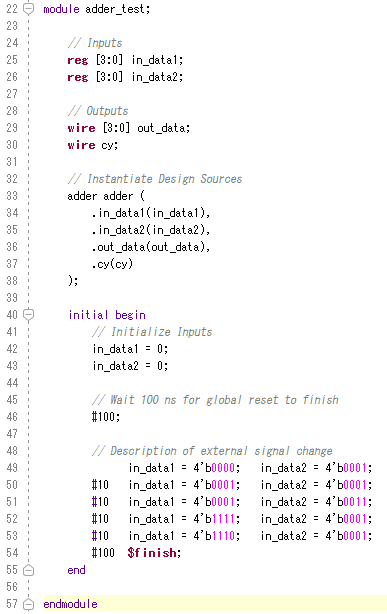 22 module adder_test;
23
24 // Inputs
25 reg [3:0] in_data1;
26 reg [3:0] in_data2;
27
28 // Outputs
29 wire [3:0] out_data;
30 wire cy;
31
32 // Instantiate Design Sources
33 adder adder (
34 .in_data1(in_data1),
35 .in_data2(in_data2),
36 .out_data(out_data),
37 .cy(cy)
38 );
39
40 initial begin
41 // Initialize Inputs
42 in_data1 = 0;
43 in_data2 = 0;
44
45 // Wait 100 ns for global reset to finish
46 #100;
47
48 // Description of external signal change
49 in_data1 = 4'b0000; in_data2 = 4'b0001;
50 #10 in_data1 = 4'b0001; in_data2 = 4'b0001;
51 #10 in_data1 = 4'b0001; in_data2 = 4'b0011;
52 #10 in_data1 = 4'b1111; in_data2 = 4'b0001;
53 #10 in_data1 = 4'b1110; in_data2 = 4'b0001;
54 #100 $finish;
55 end
56
57 endmodule